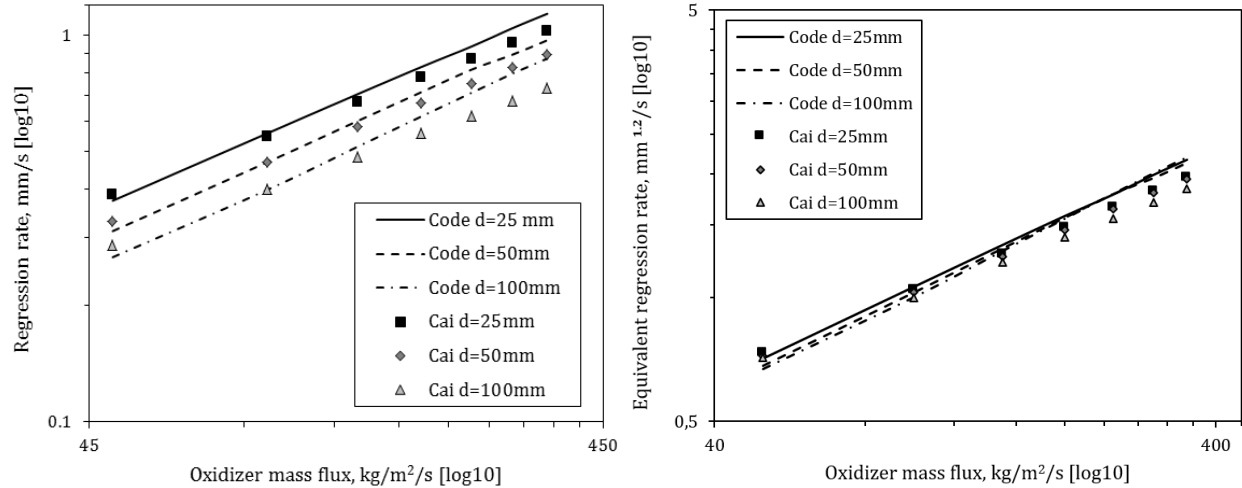 1
0.1
Regression rate, mm/s [log10]
Code d=25 mm
Code d=50mm
Code d=100mm
Cai d=25mm
Cai d=50mm
Cai d=100mm
45
450
Oxidizer mass flux, kg/m²/s [log10]
5
0,5
Equivalent regression rate, mm ¹·²/s [log10]
Code d=25mm
Code d=50mm
Code d=100mm
Cai d=25mm
Cai d=50mm
Cai d=100mm
40
400
Oxidizer mass flux, kg/m²/s [log10]